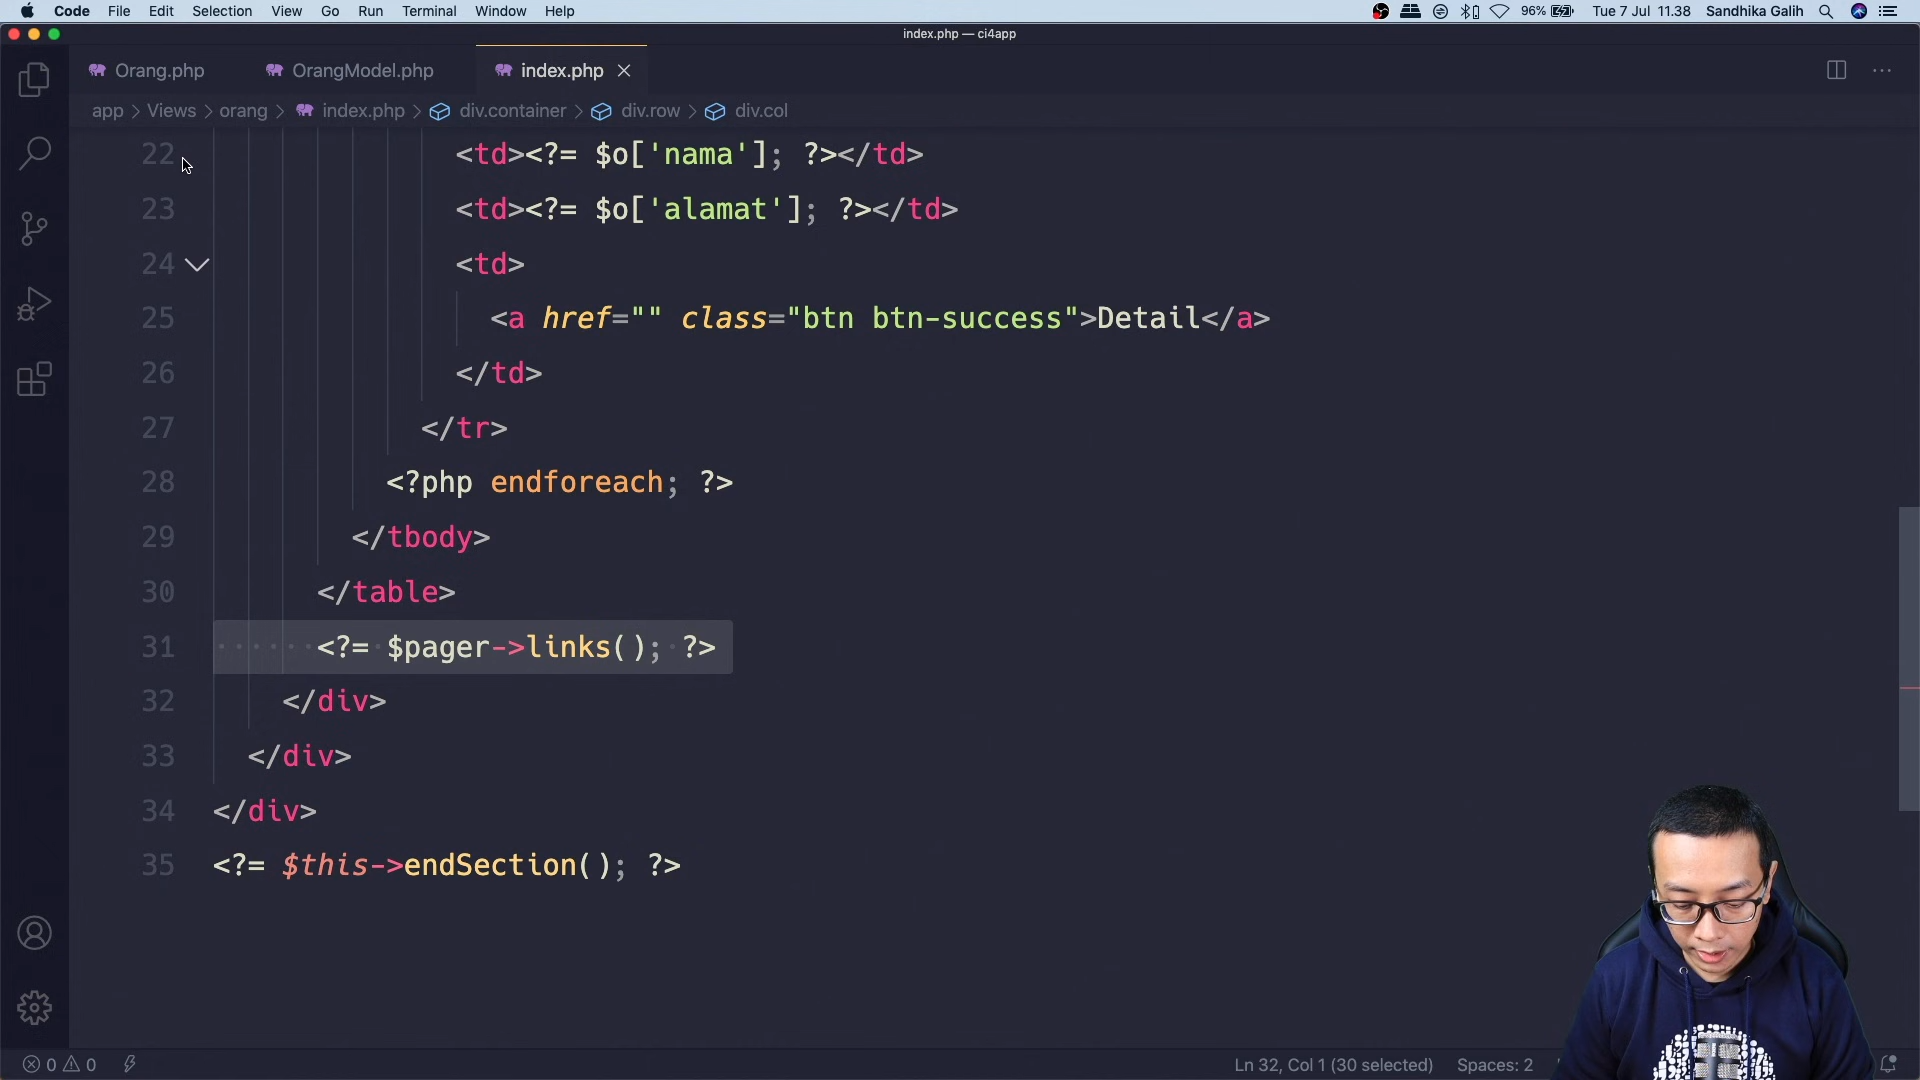 Code File Edit Selection View Go Run Terminal Window Help 96% Tue 7 Jul 11.38 Sandhika Galih
index.php — ci4app
Orang.php OrangModel.php index.php
app > Views > orang > index.php > div.container > div.row > div.col
22 <td><?= $o['nama']; ?></td>
23 <td><?= $o['alamat']; ?></td>
24 <td>
25 <a href="" class="btn btn-success">Detail</a>
26 </td>
27 </tr>
28 <?php endforeach; ?>
29 </tbody>
30 </table>
31 <?= $pager->links(); ?>
32 </div>
33 </div>
34 </div>
35 <?= $this->endSection(); ?>
0 0 Ln 32, Col 1 (30 selected) Spaces: 2